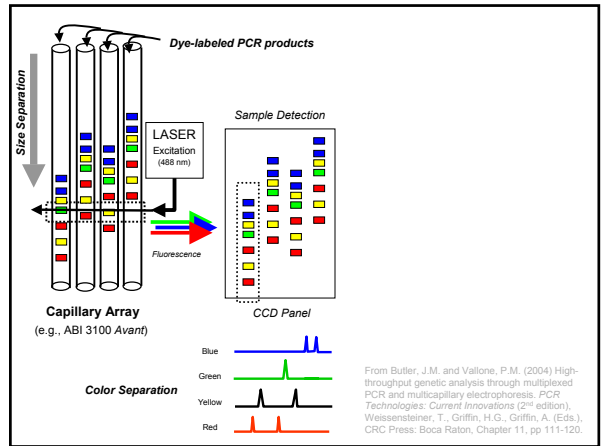 Dye-labeled PCR products
Size Separation
LASER
Excitation
(488 nm)
Sample Detection
Fluorescence
Capillary Array
(e.g., ABI 3100 Avant)
CCD Panel
Color Separation
Blue
Green
Yellow
Red
From Butler, J.M. and Vallone, P.M. (2004) High-
throughput genetic analysis through multiplexed
PCR and multicapillary electrophoresis. PCR
Technologies: Current Innovations (2nd edition),
Weissensteiner, T., Griffin, H.G., Griffin, A. (Eds.),
CRC Press: Boca Raton, Chapter 11, pp 111-120.